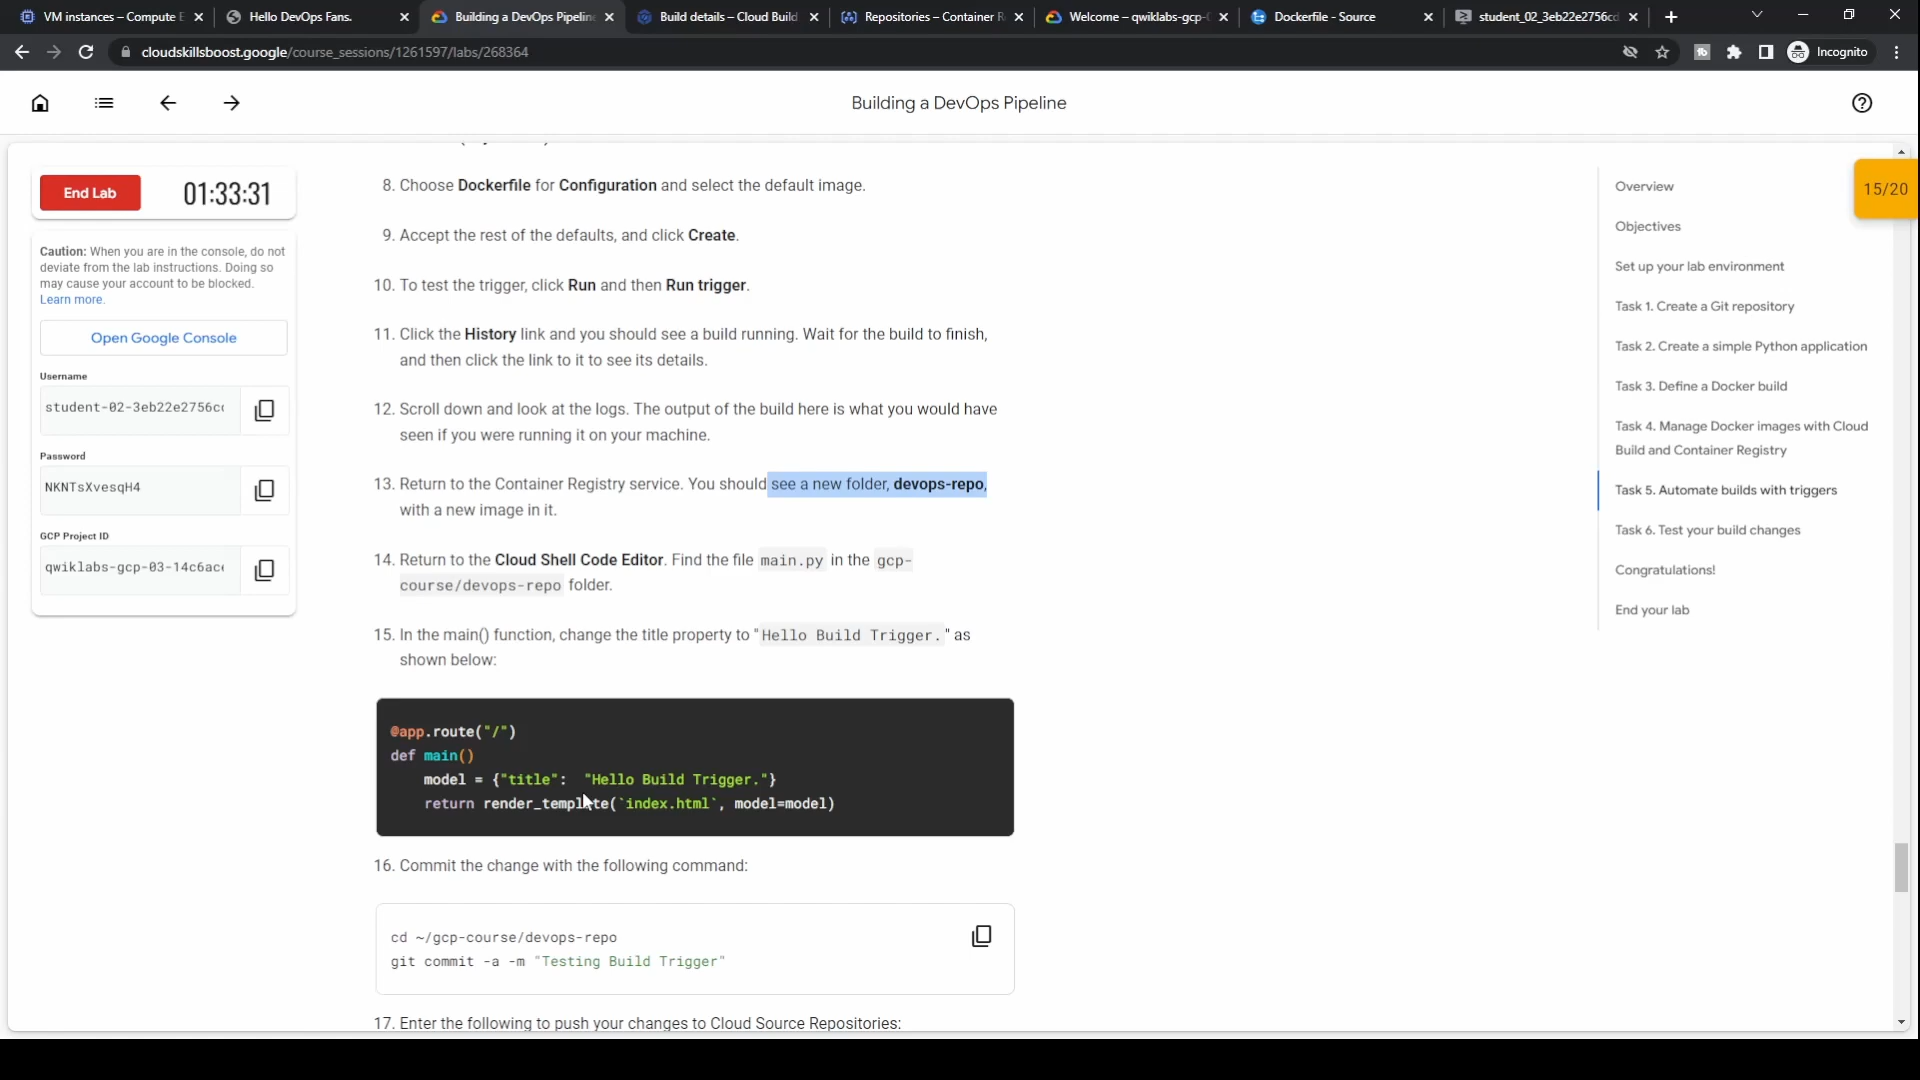 VM instances – Compute E
Hello DevOps Fans.
Building a DevOps Pipeline
Build details – Cloud Build
Repositories – Container R
Welcome – qwiklabs-gcp-0
Dockerfile - Source
student_02_3eb22e2756cd
cloudskillsboost.google/course_sessions/1261597/labs/268364
Incognito
Building a DevOps Pipeline
End Lab
01:33:31
Caution: When you are in the console, do not
deviate from the lab instructions. Doing so
may cause your account to be blocked.
Learn more.
Open Google Console
Username
student-02-3eb22e2756c
Password
NKNTsXvesqH4
GCP Project ID
qwiklabs-gcp-03-14c6ac
8. Choose Dockerfile for Configuration and select the default image.
9. Accept the rest of the defaults, and click Create.
10. To test the trigger, click Run and then Run trigger.
11. Click the History link and you should see a build running. Wait for the build to finish,
and then click the link to it to see its details.
12. Scroll down and look at the logs. The output of the build here is what you would have
seen if you were running it on your machine.
13. Return to the Container Registry service. You should see a new folder, devops-repo,
with a new image in it.
14. Return to the Cloud Shell Code Editor. Find the file main.py in the gcp-
course/devops-repo folder.
15. In the main() function, change the title property to "Hello Build Trigger." as
shown below:
@app.route("/")
def main()
model = {"title":  "Hello Build Trigger."}
return render_template(`index.html`, model=model)
16. Commit the change with the following command:
cd ~/gcp-course/devops-repo
git commit -a -m "Testing Build Trigger"
17. Enter the following to push your changes to Cloud Source Repositories:
15/20
Overview
Objectives
Set up your lab environment
Task 1. Create a Git repository
Task 2. Create a simple Python application
Task 3. Define a Docker build
Task 4. Manage Docker images with Cloud
Build and Container Registry
Task 5. Automate builds with triggers
Task 6. Test your build changes
Congratulations!
End your lab